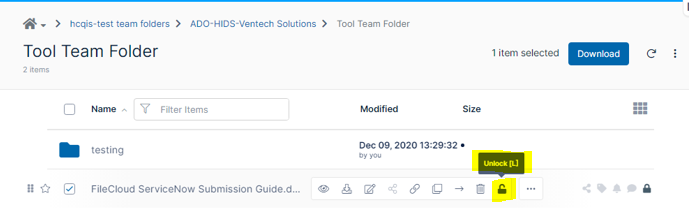 hcqis-test team folders > ADO-HIDS-Ventech Solutions > Tool Team Folder
Tool Team Folder
1 item selected
Download
2 items
Name
Filter Items
Modified
Size
testing
Dec 09, 2020 13:29:32
by you
Unlock [L]
FileCloud ServiceNow Submission Guide.d...